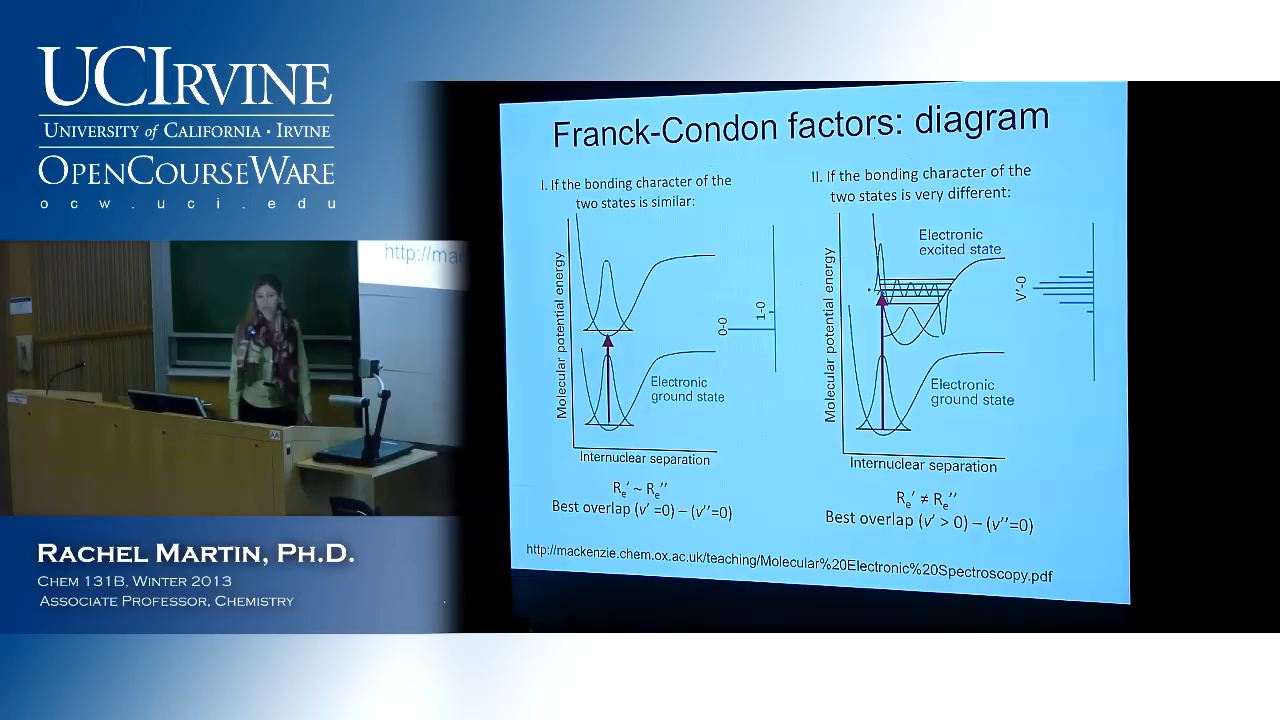 UCIRVINE
UNIVERSITY of CALIFORNIA · IRVINE
OPENCOURSEWARE
ocw.uci.edu
http://mac
AA
RACHEL MARTIN, PH.D.
CHEM 131B, WINTER 2013
ASSOCIATE PROFESSOR, CHEMISTRY
Franck-Condon factors: diagram
I. If the bonding character of the
two states is similar:
Molecular potential energy
Electronic
ground state
Internuclear separation
0-0
1-0
Re′ ~ Re″
Best overlap (v′ =0) – (v″=0)
II. If the bonding character of the
two states is very different:
Molecular potential energy
Electronic
excited state
Electronic
ground state
Internuclear separation
V′-0
Re′ ≠ Re″
Best overlap (v′ > 0) – (v″=0)
http://mackenzie.chem.ox.ac.uk/teaching/Molecular%20Electronic%20Spectroscopy.pdf